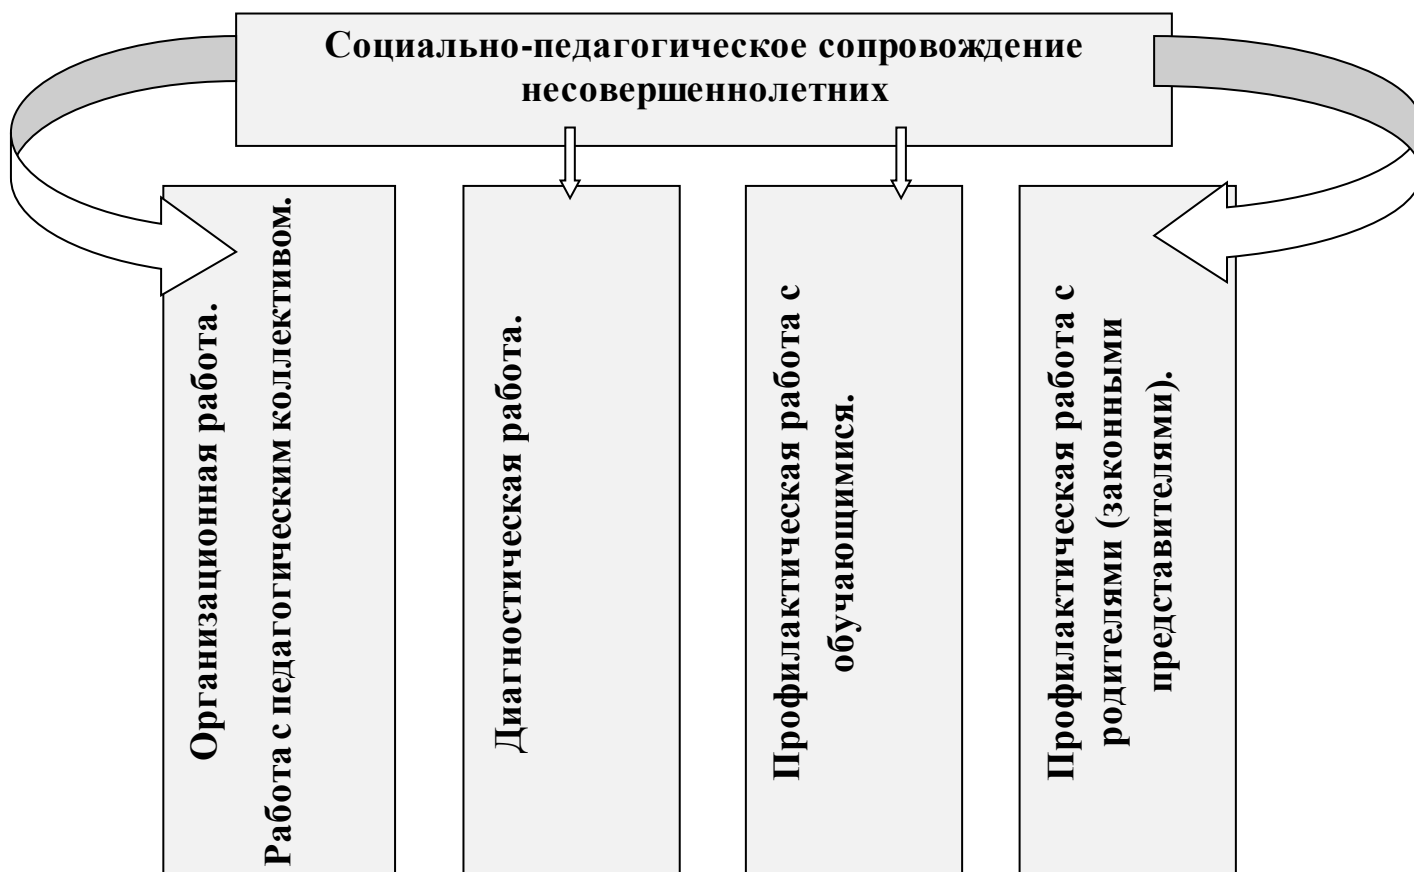 Социально-педагогическое сопровождение
несовершеннолетних
Организационная работа.
Работа с педагогическим коллективом.
Диагностическая работа.
Профилактическая работа с
обучающимися.
Профилактическая работа с
родителями (законными
представителями).